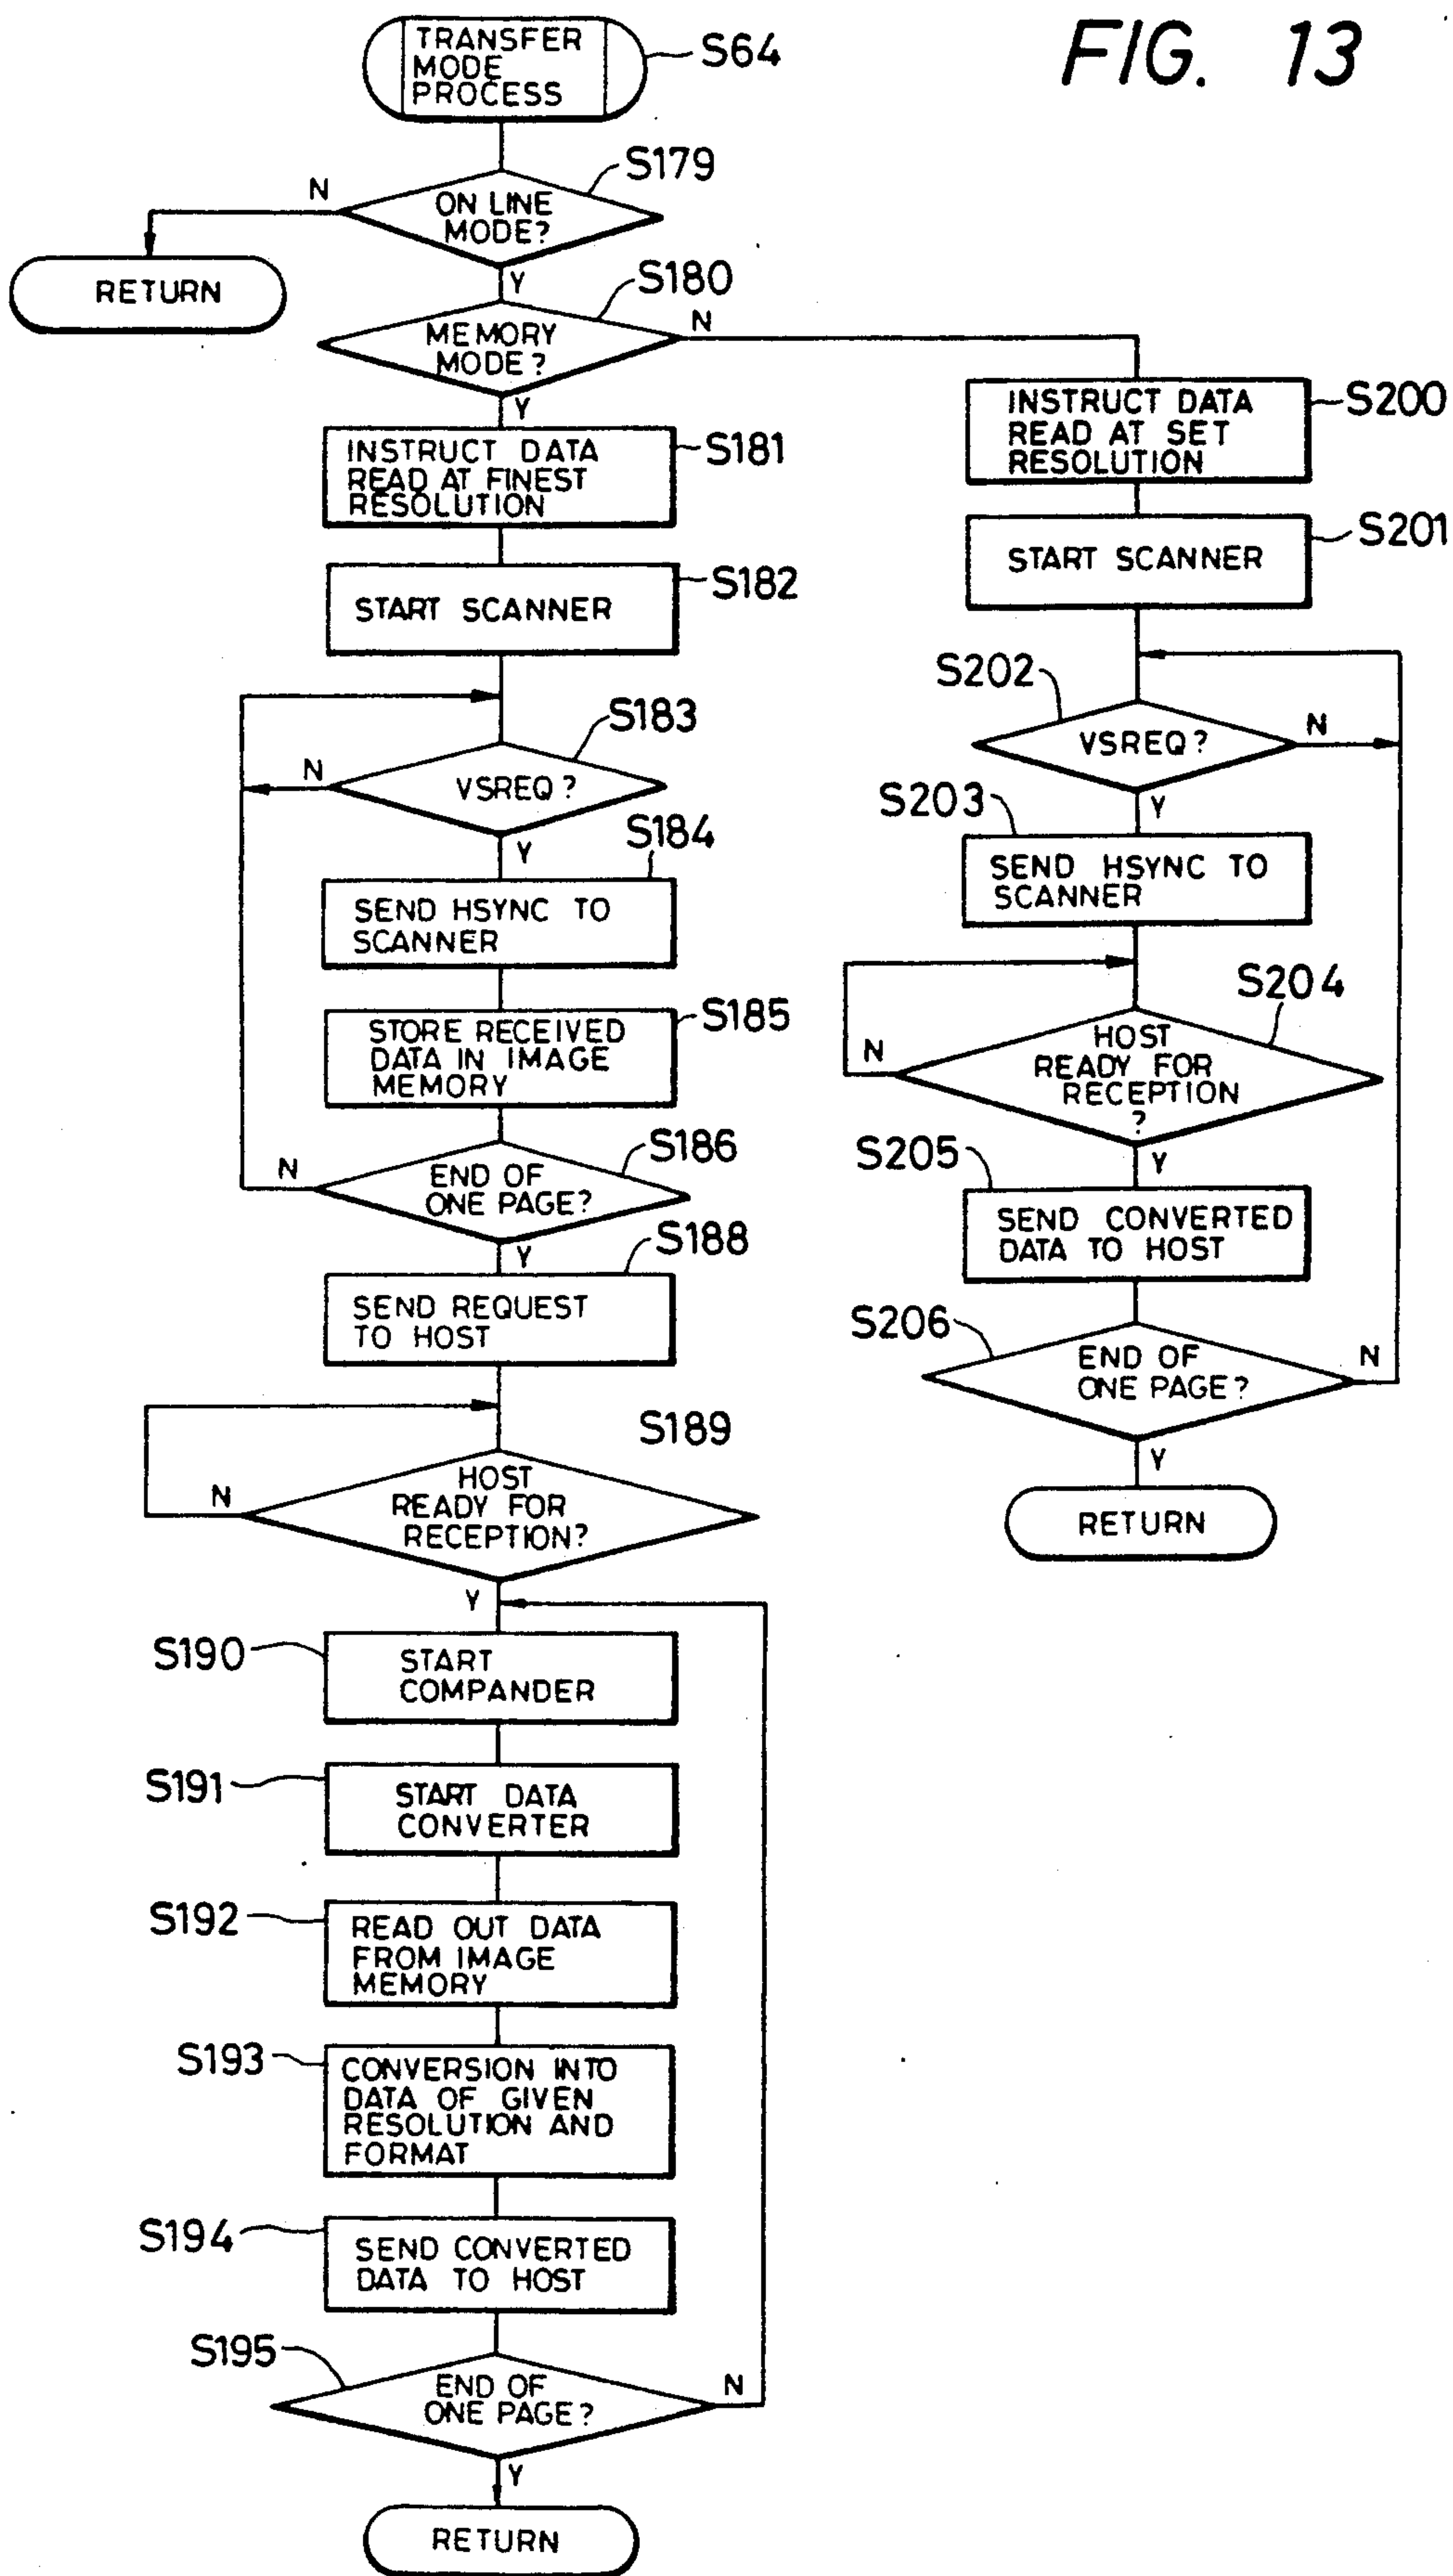 FIG. 13
TRANSFER
MODE
PROCESS
S64
S179
N
ON LINE
MODE?
Y
RETURN
S180
MEMORY
MODE?
N
Y
INSTRUCT DATA
READ AT FINEST
RESOLUTION
S181
START SCANNER
S182
S183
N
VSREQ?
Y
S184
SEND HSYNC TO
SCANNER
STORE RECEIVED
DATA IN IMAGE
MEMORY
S185
S186
N
END OF
ONE PAGE?
Y
S188
SEND REQUEST
TO HOST
S189
HOST
READY FOR
RECEPTION?
N
Y
S190
START
COMPANDER
S191
START DATA
CONVERTER
S192
READ OUT DATA
FROM IMAGE
MEMORY
S193
CONVERSION INTO
DATA OF GIVEN
RESOLUTION AND
FORMAT
S194
SEND CONVERTED
DATA TO HOST
S195
END OF
ONE PAGE?
N
Y
RETURN
INSTRUCT DATA
READ AT SET
RESOLUTION
S200
START SCANNER
S201
S202
VSREQ?
N
Y
S203
SEND HSYNC TO
SCANNER
S204
HOST
READY FOR
RECEPTION
?
N
Y
S205
SEND CONVERTED
DATA TO HOST
S206
END OF
ONE PAGE?
N
Y
RETURN